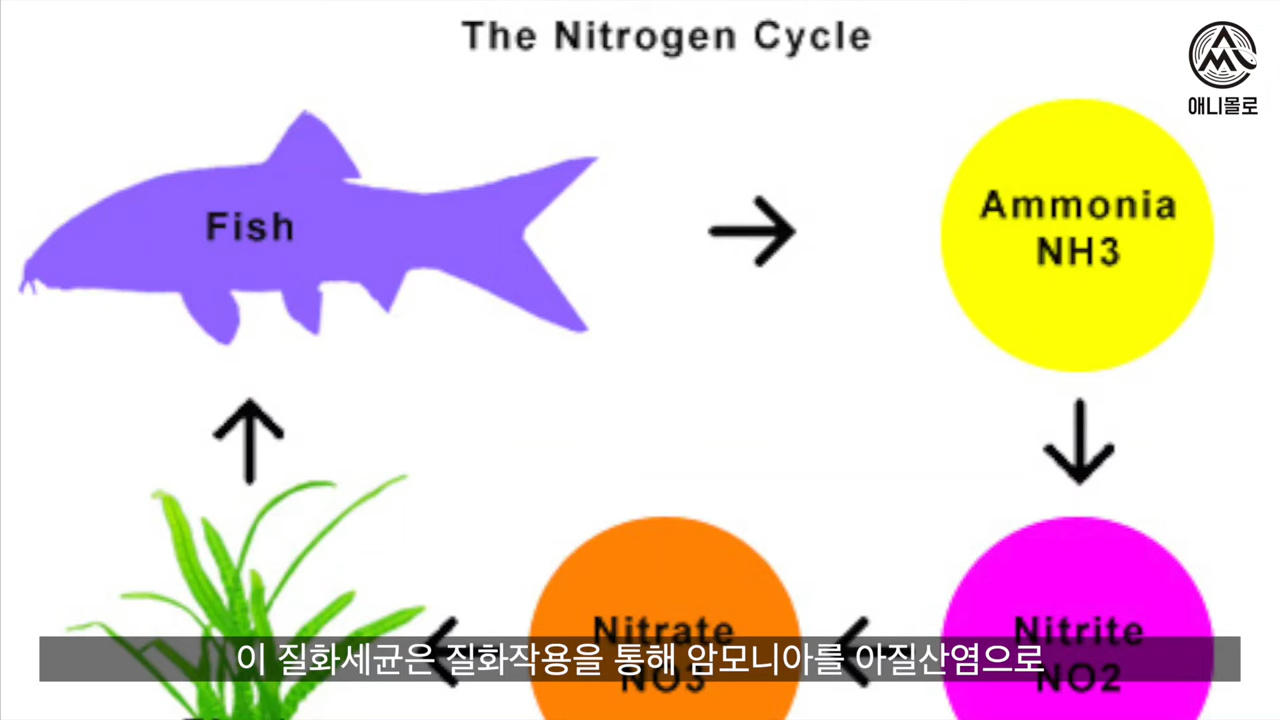 The Nitrogen Cycle
애니몰로
Fish
Ammonia
NH3
Nitrate
NO3
Nitrite
NO2
이 질화세균은 질화작용을 통해 암모니아를 아질산염으로